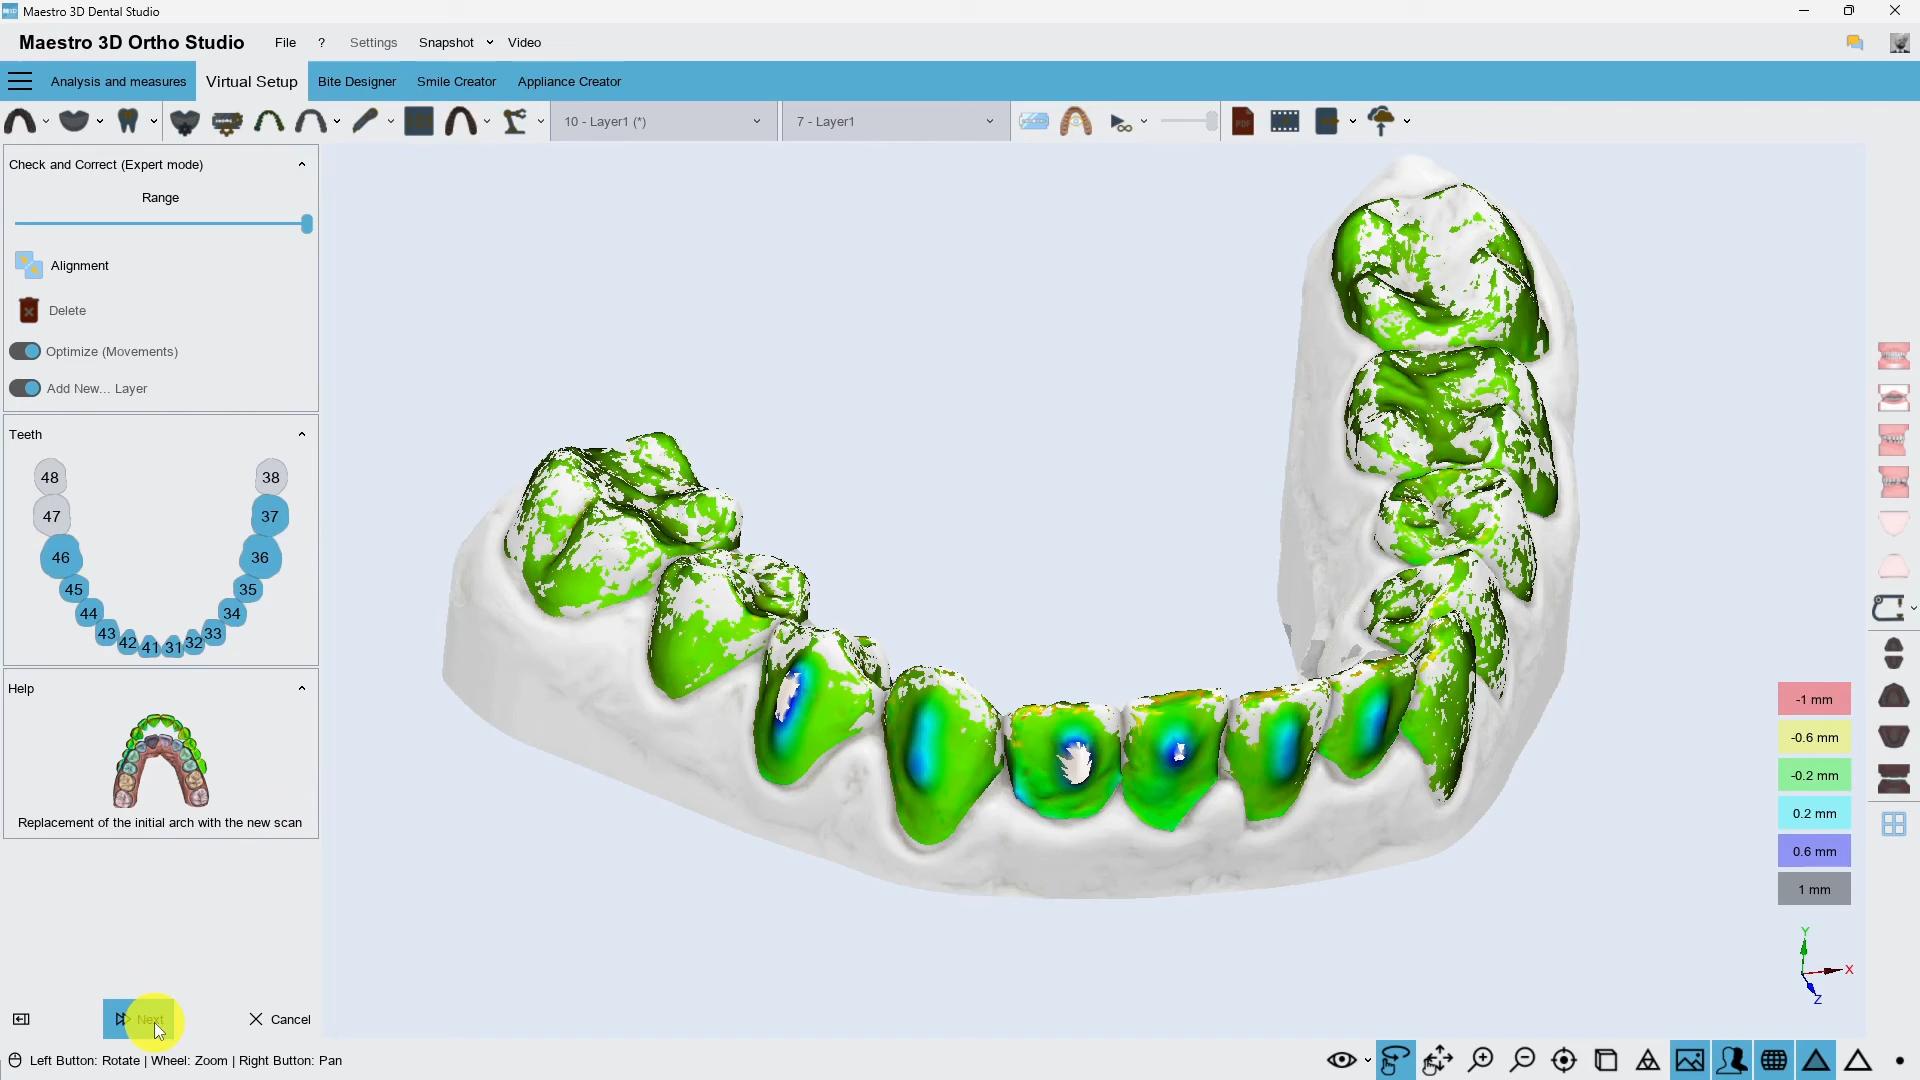 Maestro 3D Dental Studio
Maestro 3D Ortho Studio File ? Settings Snapshot Video
Analysis and measures Virtual Setup Bite Designer Smile Creator Appliance Creator
10 - Layer1 (*) 7 - Layer1
PDF
Check and Correct (Expert mode)
Range
Alignment
Delete
Optimize (Movements)
Add New... Layer
Teeth
48 38
47 37
46 36
45 35
44 34
43 33
42 32
41 31
Help
Replacement of the initial arch with the new scan
Next Cancel
-1 mm
-0.6 mm
-0.2 mm
0.2 mm
0.6 mm
1 mm
Y
X
Z
Left Button: Rotate | Wheel: Zoom | Right Button: Pan